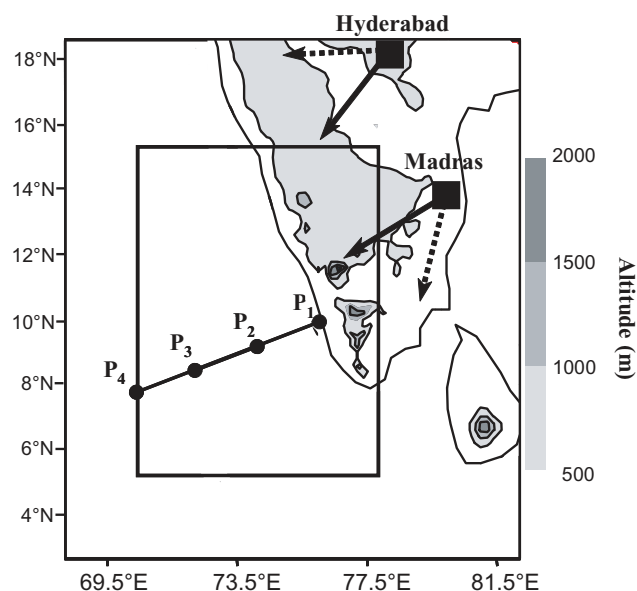 Hyderabad
18°N
16°N
Madras
2000
14°N
12°N
1500
Altitude (m)
P1
10°N
P2
P3
1000
P4
8°N
6°N
500
4°N
69.5°E 73.5°E 77.5°E 81.5°E